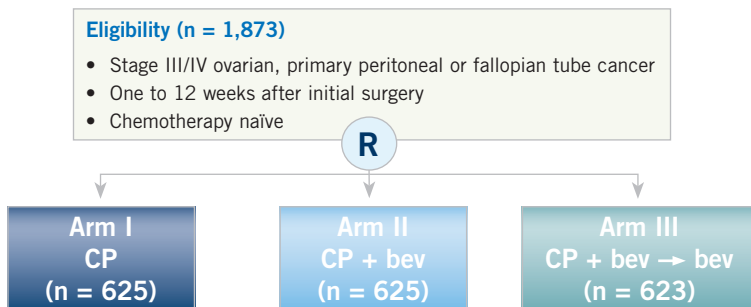 Eligibility (n = 1,873)
• Stage III/IV ovarian, primary peritoneal or fallopian tube cancer
• One to 12 weeks after initial surgery
• Chemotherapy naïve
R
Arm I
CP
(n = 625)
Arm II
CP + bev
(n = 625)
Arm III
CP + bev → bev
(n = 623)